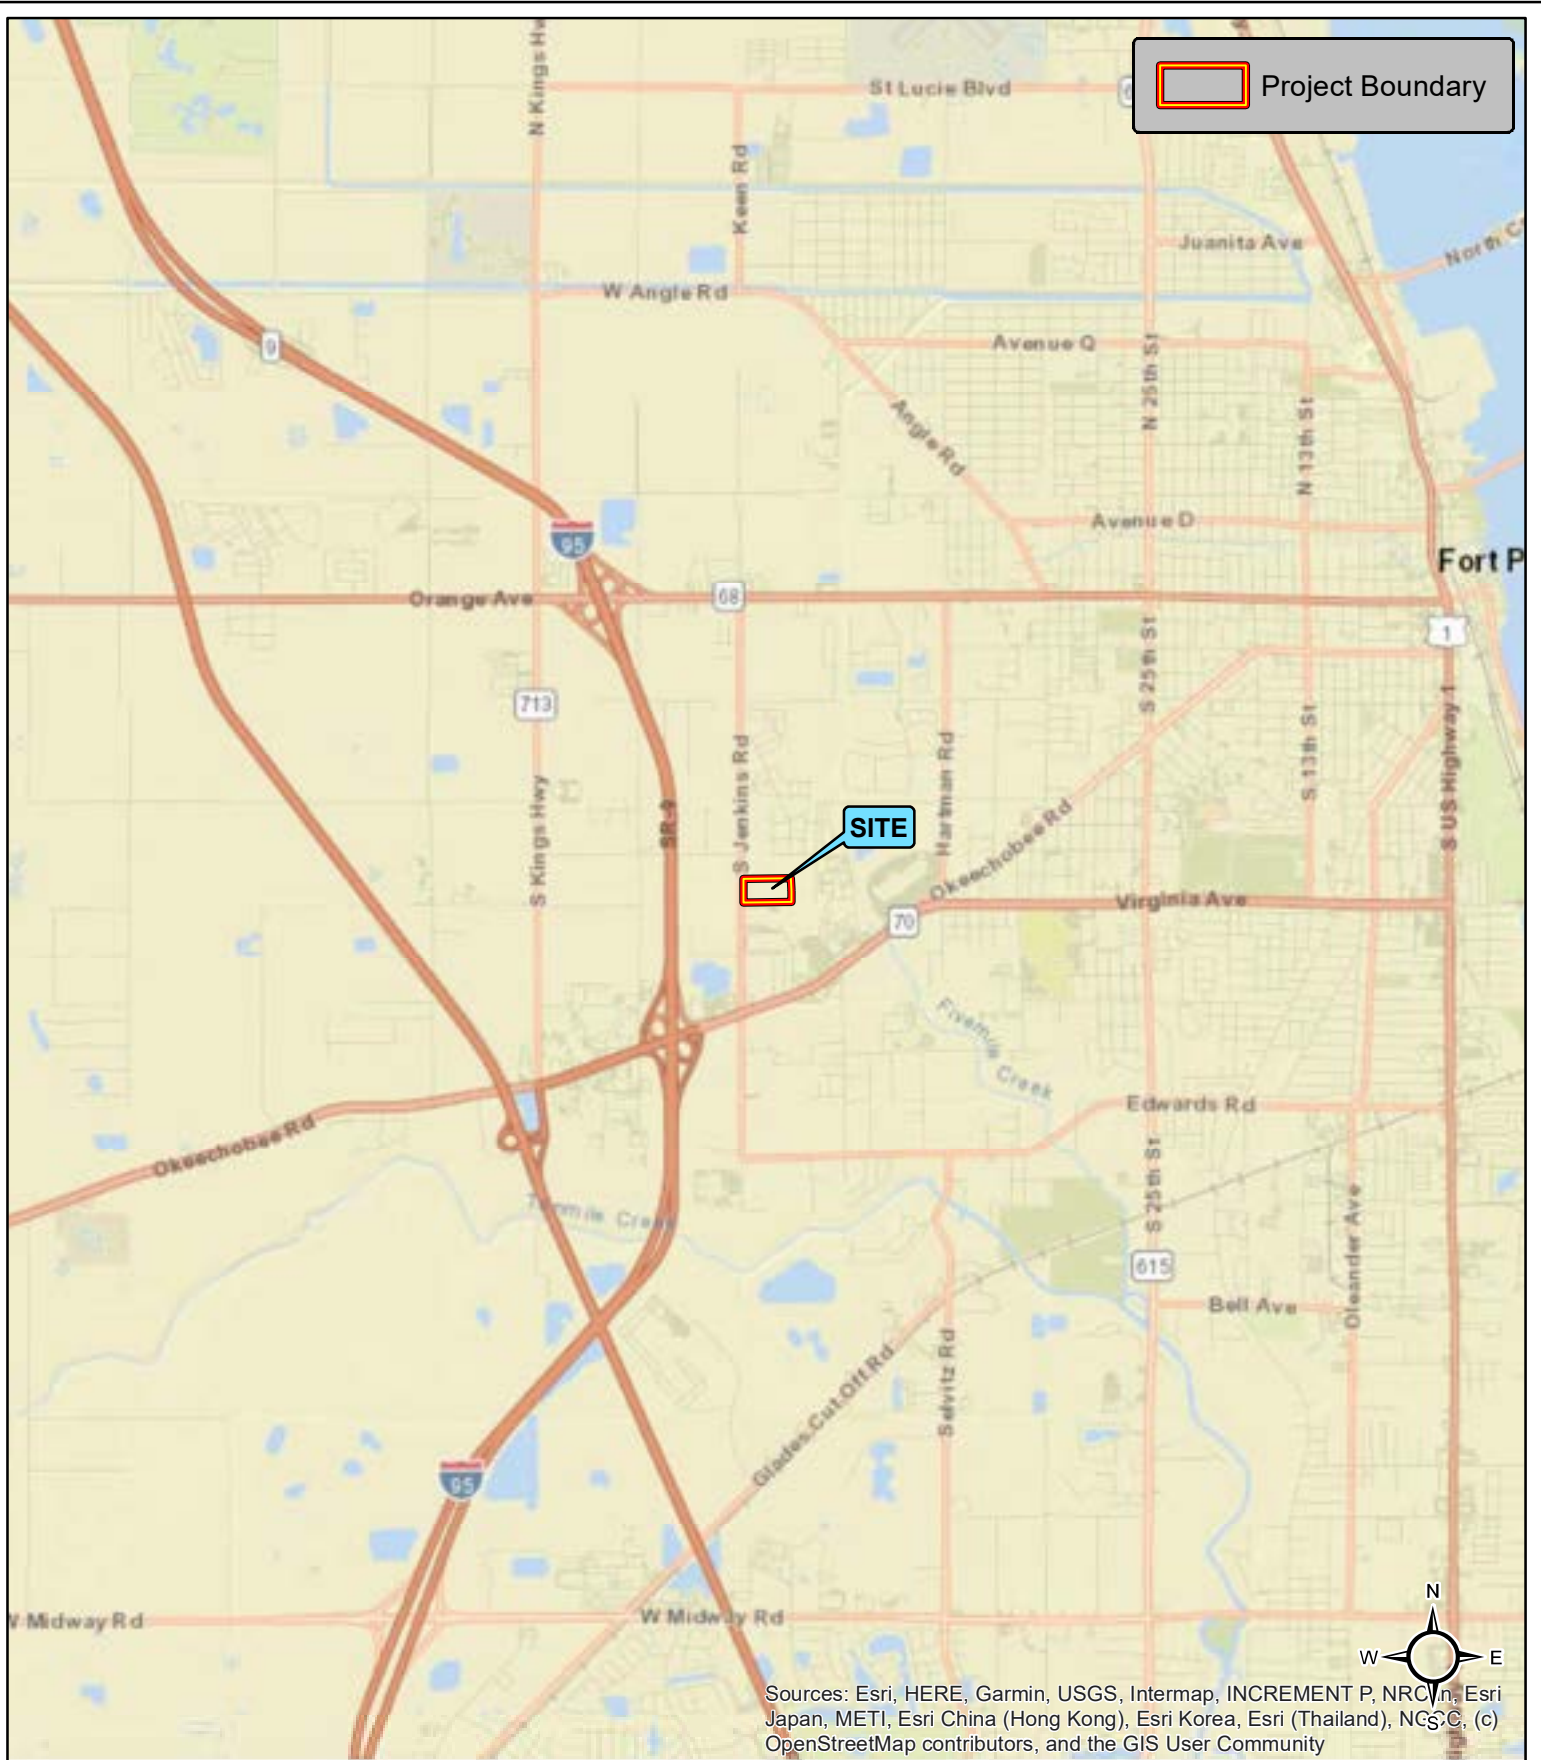 N Kings Hw
St Lucie Blvd
6
Project Boundary
Keen Rd
Juanita Ave
North C
W Angle Rd
9
Avenue Q
N 25th St
Angle Rd
N 13th St
Avenue D
95
Fort P
Orange Ave
68
1
S 25th St
713
S 13th St
S US Highway 1
S Jenkins Rd
Hartman Rd
S Kings Hwy
SR-9
SITE
Okeechobee Rd
Virginia Ave
70
Fivemile Creek
Edwards Rd
Okeechobee Rd
S 25th St
Tenmile Creek
Oleander Ave
615
Bell Ave
Selvitz Rd
Glades Cut Off Rd
95
W Midway Rd
W Midway Rd
N
W
E
S
Sources: Esri, HERE, Garmin, USGS, Intermap, INCREMENT P, NRCan, Esri
Japan, METI, Esri China (Hong Kong), Esri Korea, Esri (Thailand), NGCC, (c)
OpenStreetMap contributors, and the GIS User Community